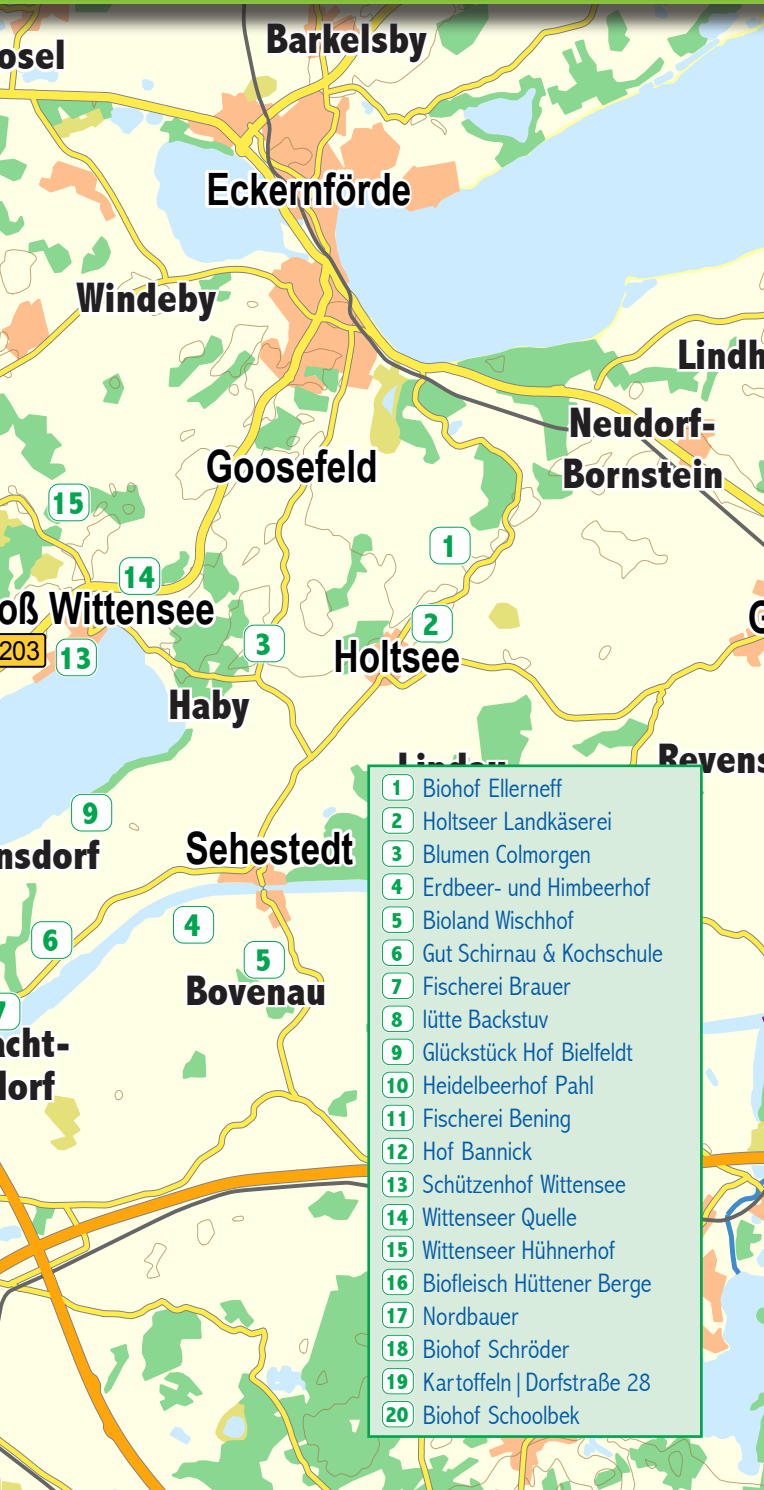 osel
Barkelsby
Eckernförde
Windeby
Lindh
Neudorf-
Bornstein
Goosefeld
15
1
14
oß Wittensee
2
G
203
13
3
Holtsee
Haby
Lindau
Revens
9
Sehestedt
nsdorf
4
6
5
Bovenau
7
acht-
dorf
1 Biohof Ellerneff
2 Holtseer Landkäserei
3 Blumen Colmorgen
4 Erdbeer- und Himbeerhof
5 Bioland Wischhof
6 Gut Schirnau & Kochschule
7 Fischerei Brauer
8 lütte Backstuv
9 Glückstück Hof Bielfeldt
10 Heidelbeerhof Pahl
11 Fischerei Bening
12 Hof Bannick
13 Schützenhof Wittensee
14 Wittenseer Quelle
15 Wittenseer Hühnerhof
16 Biofleisch Hüttener Berge
17 Nordbauer
18 Biohof Schröder
19 Kartoffeln | Dorfstraße 28
20 Biohof Schoolbek